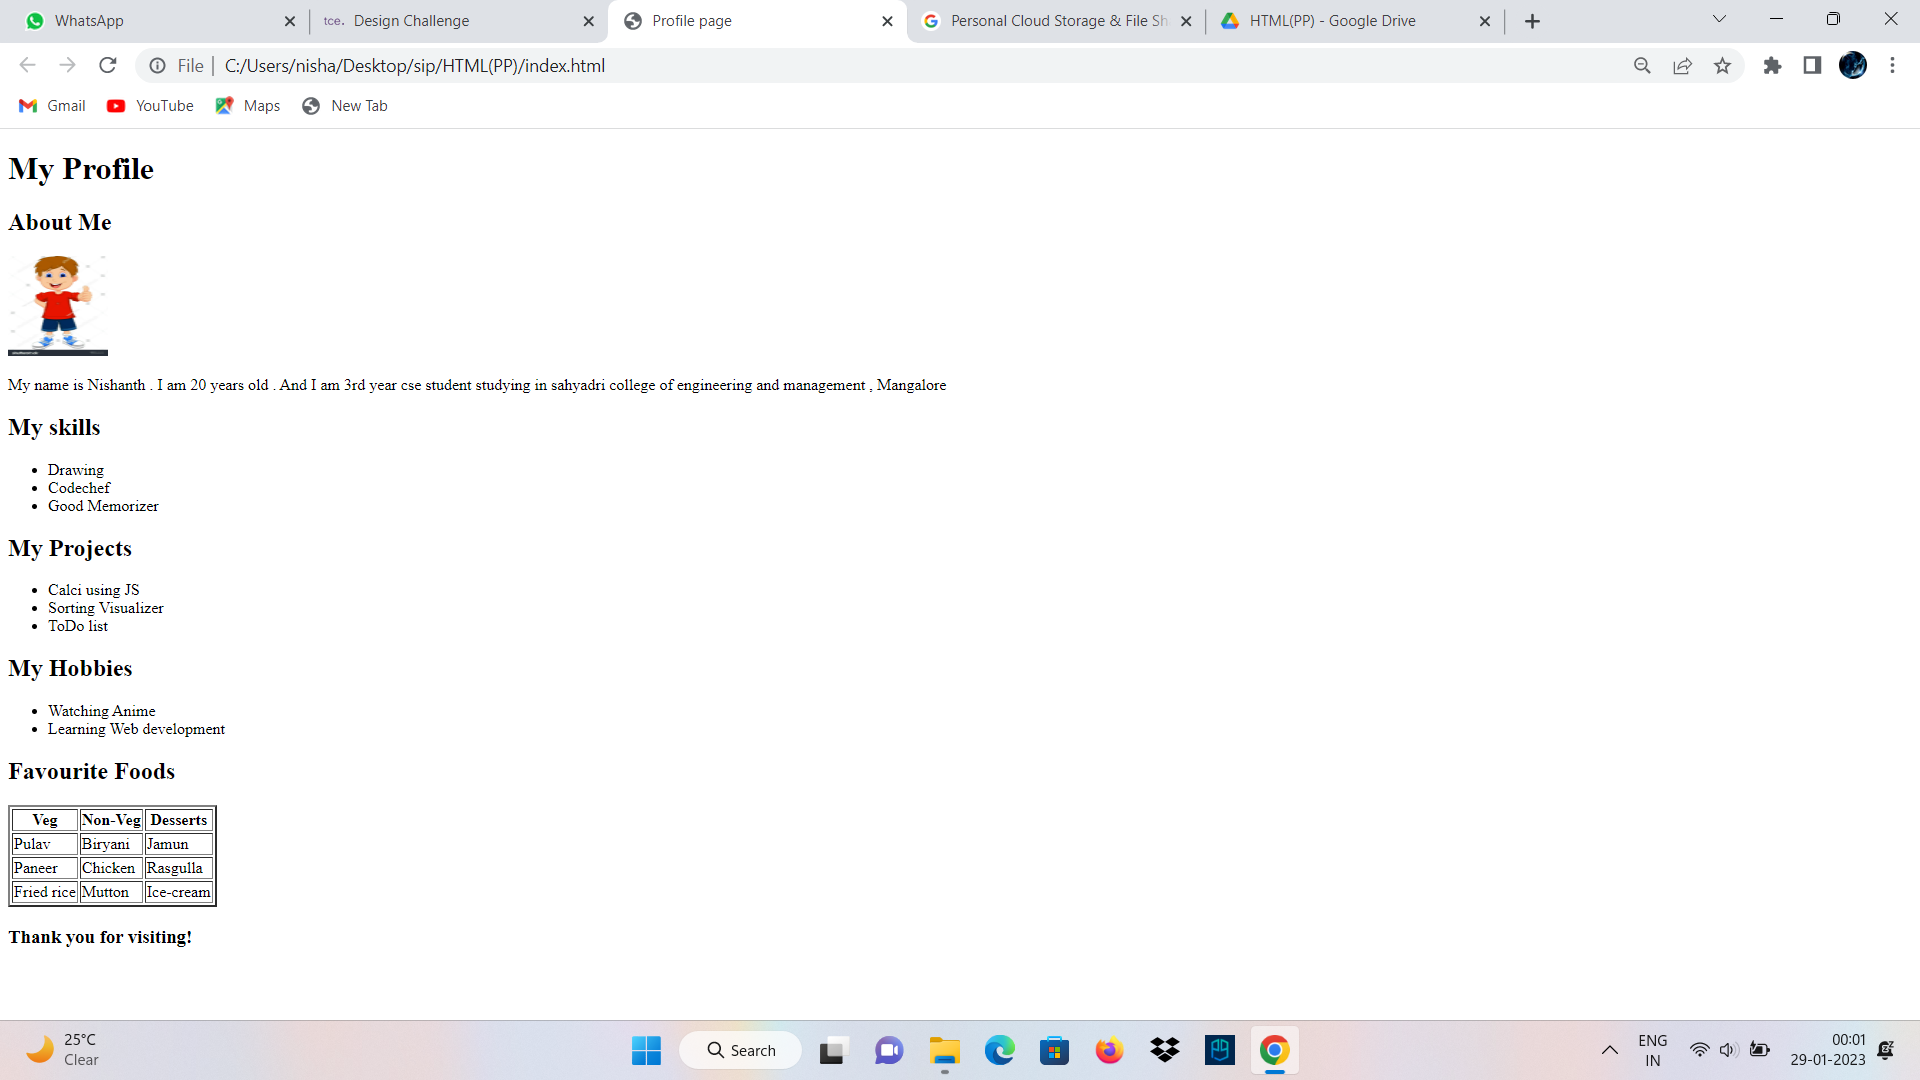 WhatsApp
tce. Design Challenge
Profile page
Personal Cloud Storage & File Sh
HTML(PP) - Google Drive
File | C:/Users/nisha/Desktop/sip/HTML(PP)/index.html
Gmail YouTube Maps New Tab
My Profile
About Me
My name is Nishanth . I am 20 years old . And I am 3rd year cse student studying in sahyadri college of engineering and management , Mangalore
My skills
• Drawing
• Codechef
• Good Memorizer
My Projects
• Calci using JS
• Sorting Visualizer
• ToDo list
My Hobbies
• Watching Anime
• Learning Web development
Favourite Foods
Veg Non-Veg Desserts
Pulav Biryani Jamun
Paneer Chicken Rasgulla
Fried rice Mutton Ice-cream
Thank you for visiting!
25°C
Clear
Search
ENG
IN
00:01
29-01-2023